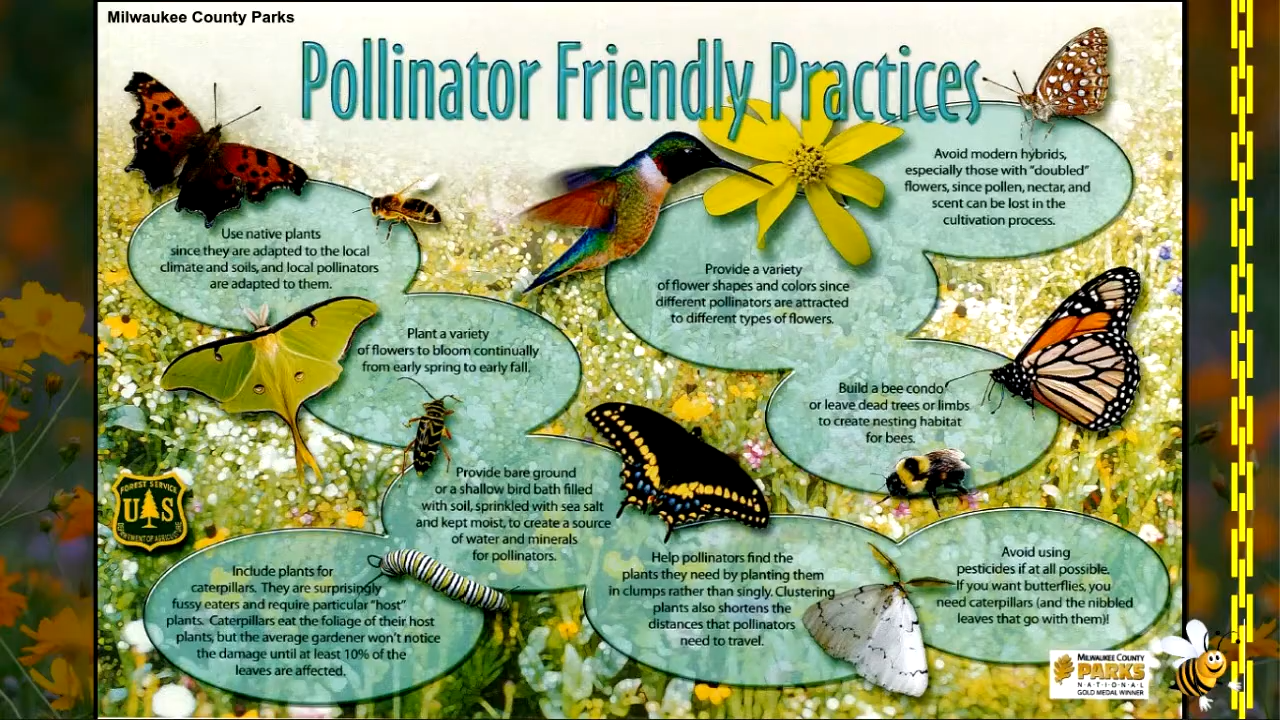 Milwaukee County Parks
Pollinator Friendly Practices
Use native plants
since they are adapted to the local
climate and soils, and local pollinators
are adapted to them.
Plant a variety
of flowers to bloom continually
from early spring to early fall.
Provide bare ground
or a shallow bird bath filled
with soil, sprinkled with sea salt
and kept moist, to create a source
of water and minerals
for pollinators.
Include plants for
caterpillars. They are surprisingly
fussy eaters and require particular “host”
plants. Caterpillars eat the foliage of their host
plants, but the average gardener won’t notice
the damage until at least 10% of the
leaves are affected.
Avoid modern hybrids,
especially those with “doubled”
flowers, since pollen, nectar, and
scent can be lost in the
cultivation process.
Provide a variety
of flower shapes and colors since
different pollinators are attracted
to different types of flowers.
Build a bee condo
or leave dead trees or limbs
to create nesting habitat
for bees.
Help pollinators find the
plants they need by planting them
in clumps rather than singly. Clustering
plants also shortens the
distances that pollinators
need to travel.
Avoid using
pesticides if at all possible.
If you want butterflies, you
need caterpillars (and the nibbled
leaves that go with them)!
FOREST SERVICE
U S
DEPARTMENT OF AGRICULTURE
MILWAUKEE COUNTY
PARKS
NATIONAL
GOLD MEDAL WINNER